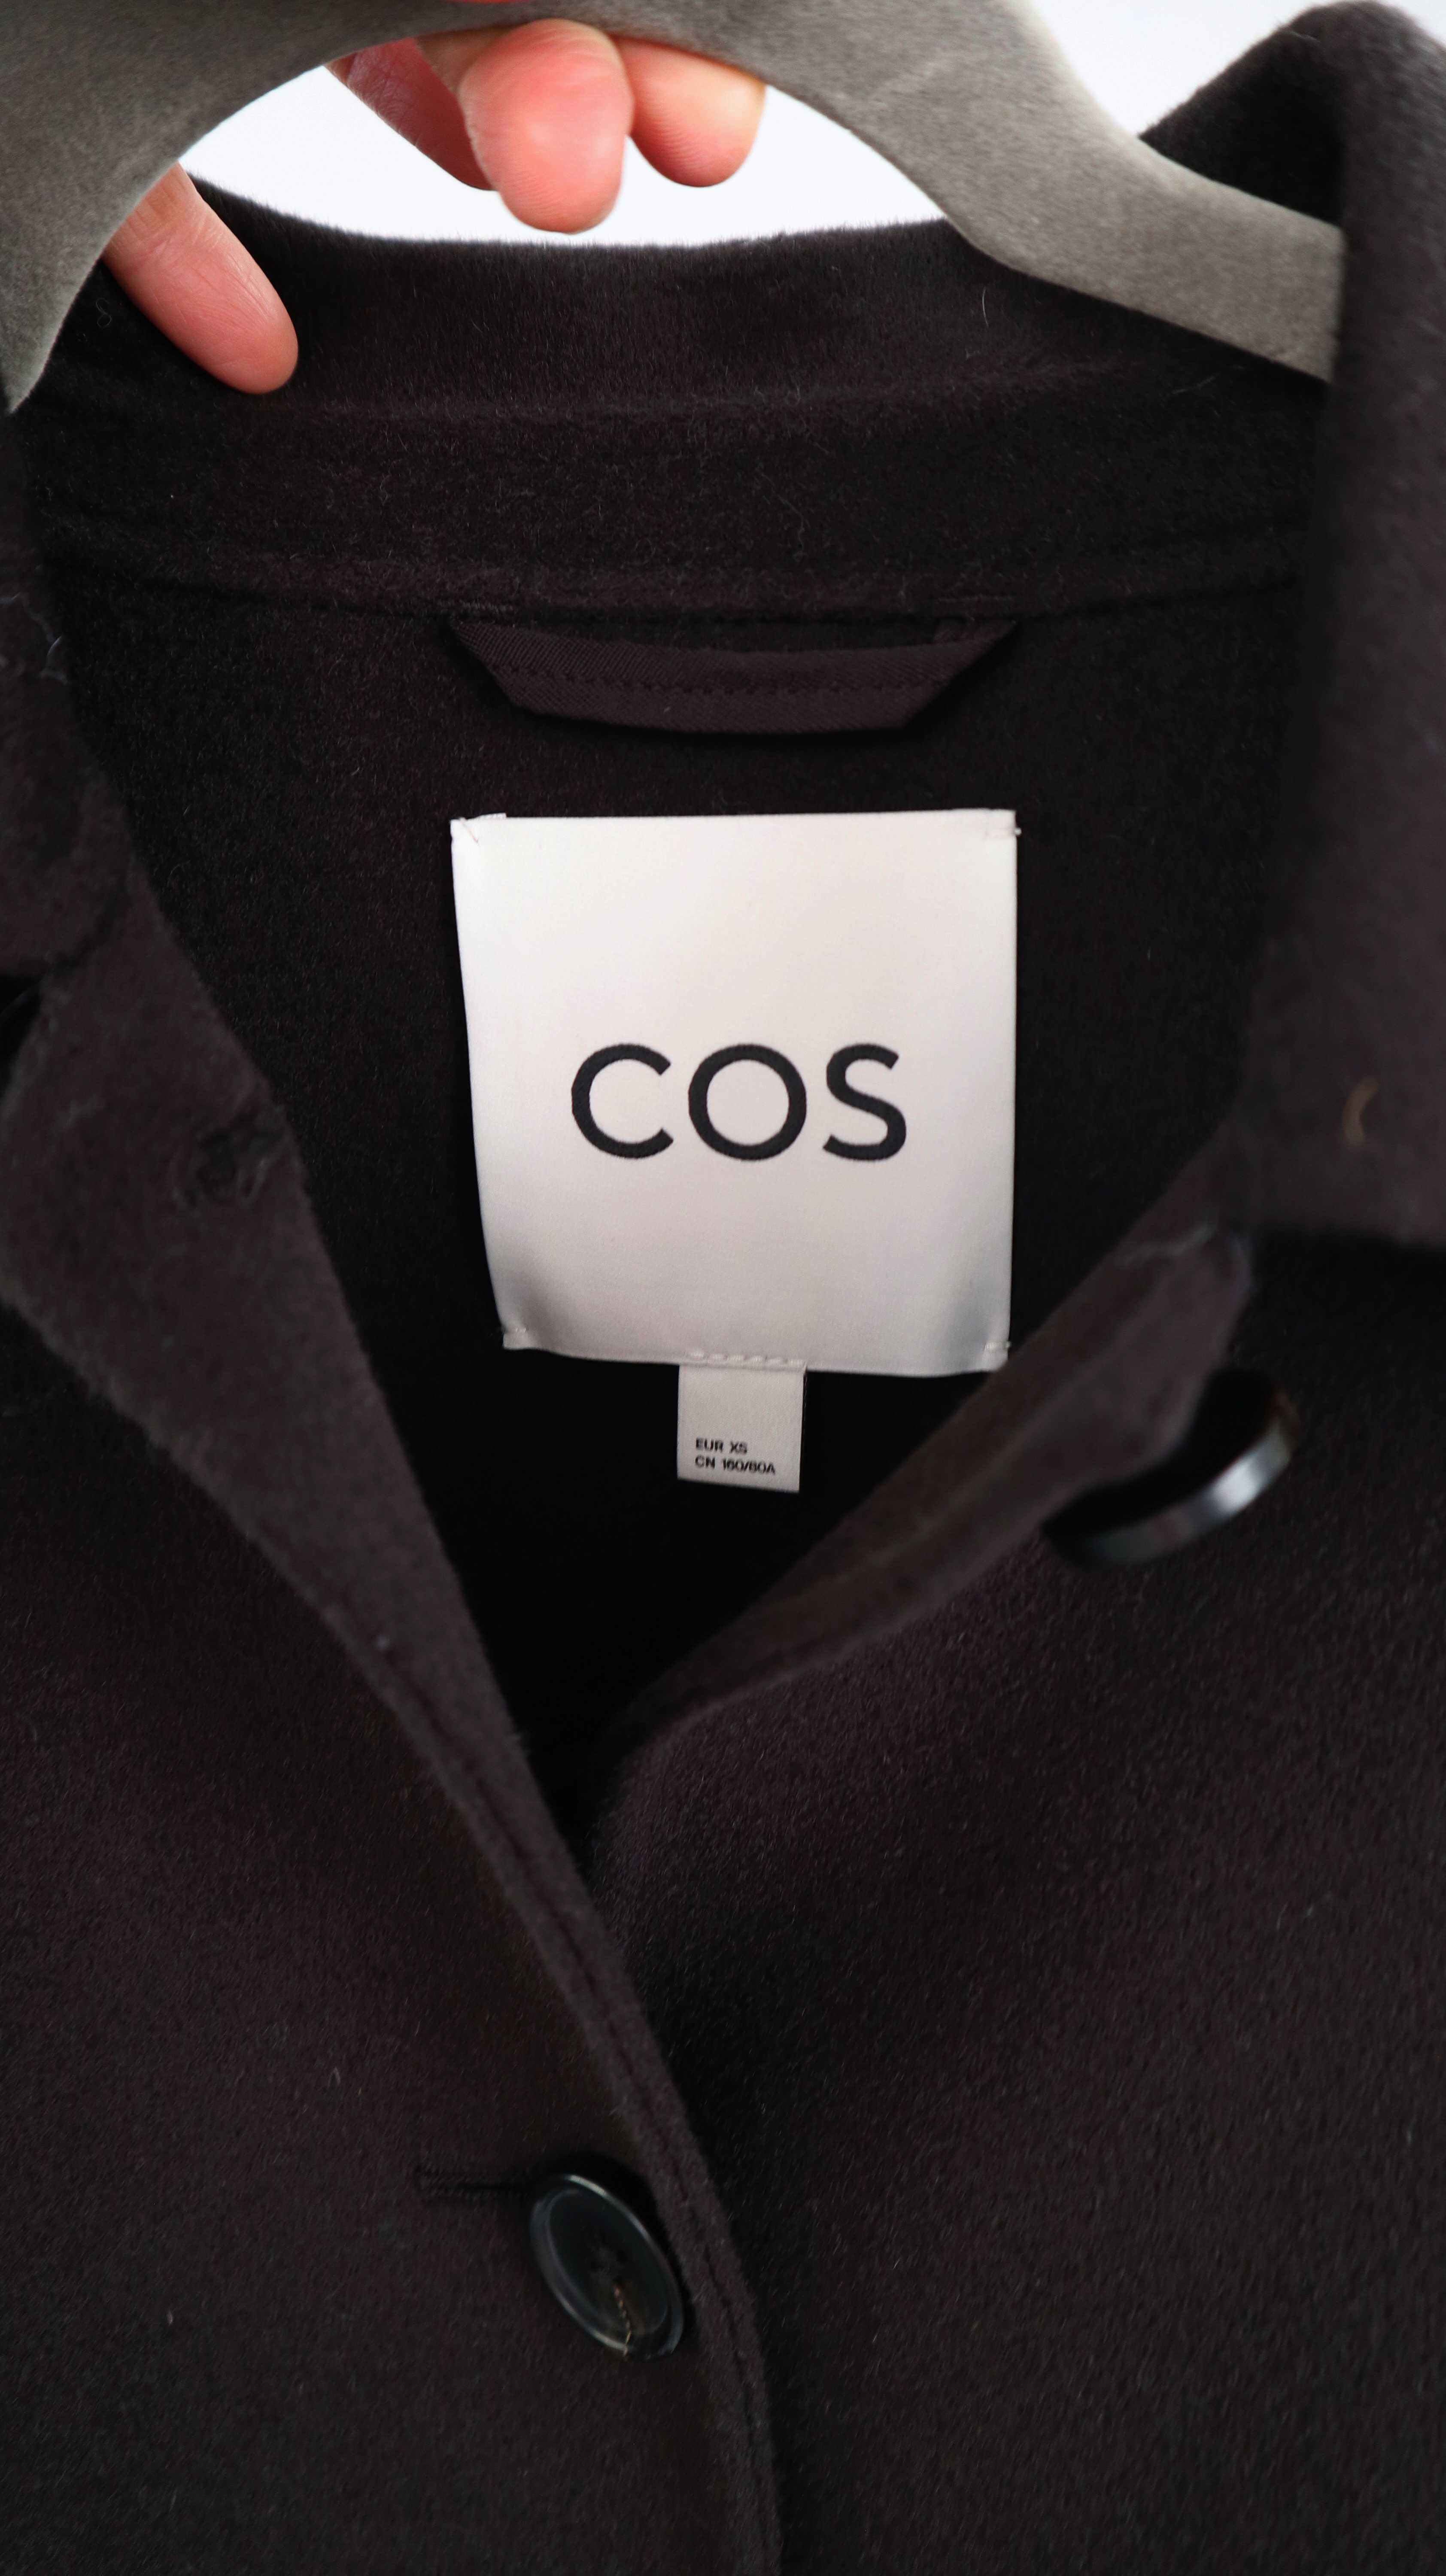 COS
EUR XS
CN 160/80A